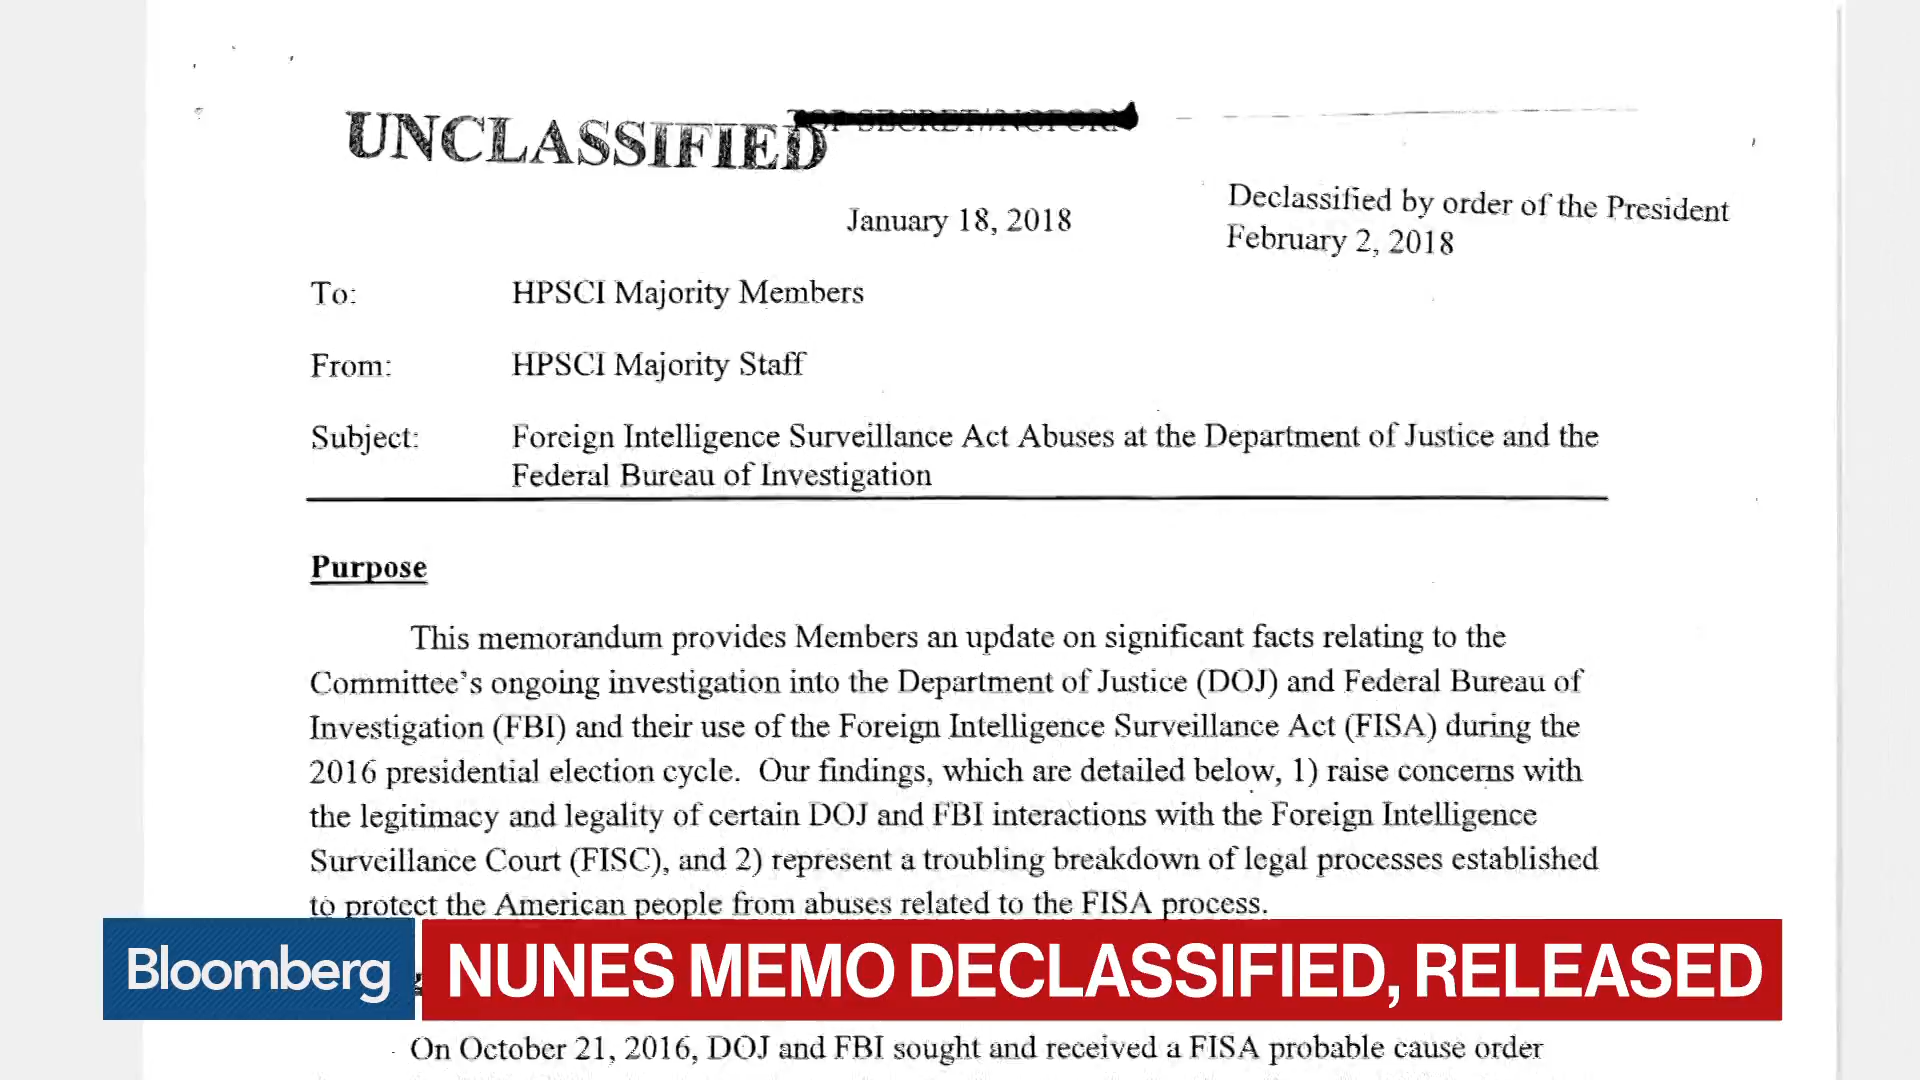 TOP SECRET//NOFORN
UNCLASSIFIED
January 18, 2018
Declassified by order of the President
February 2, 2018
To: HPSCI Majority Members
From: HPSCI Majority Staff
Subject: Foreign Intelligence Surveillance Act Abuses at the Department of Justice and the
Federal Bureau of Investigation
Purpose
This memorandum provides Members an update on significant facts relating to the
Committee's ongoing investigation into the Department of Justice (DOJ) and Federal Bureau of
Investigation (FBI) and their use of the Foreign Intelligence Surveillance Act (FISA) during the
2016 presidential election cycle. Our findings, which are detailed below, 1) raise concerns with
the legitimacy and legality of certain DOJ and FBI interactions with the Foreign Intelligence
Surveillance Court (FISC), and 2) represent a troubling breakdown of legal processes established
to protect the American people from abuses related to the FISA process.
Bloomberg
NUNES MEMO DECLASSIFIED, RELEASED
On October 21, 2016, DOJ and FBI sought and received a FISA probable cause order